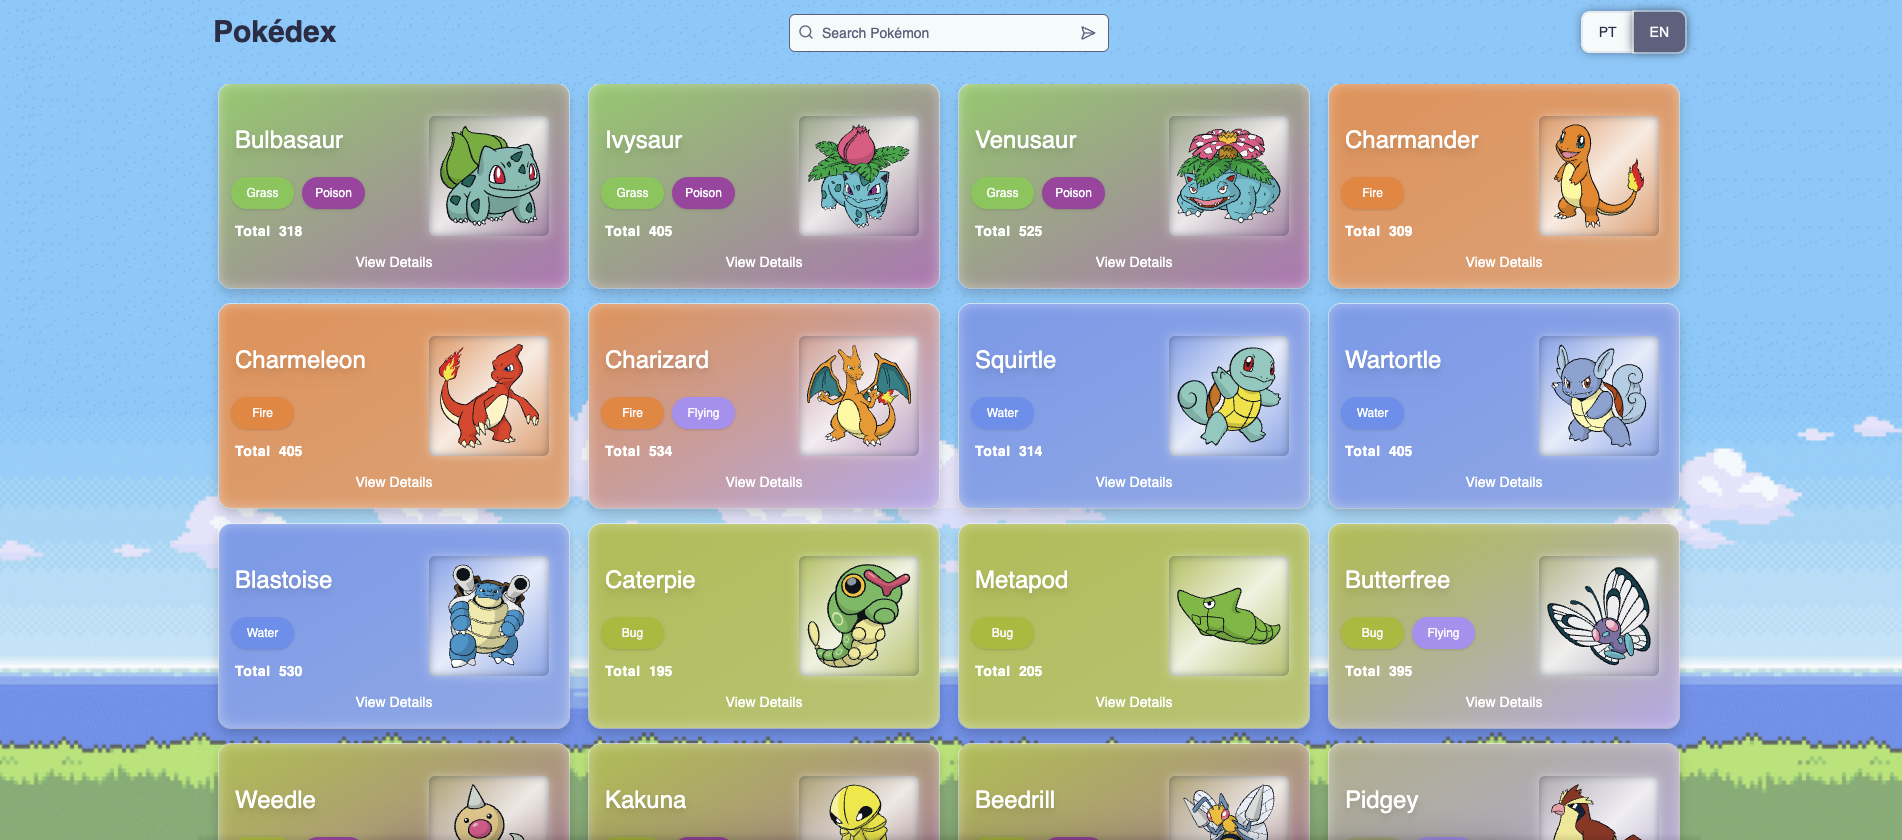 Pokédex
Search Pokémon
PT EN
Bulbasaur
Grass Poison
Total 318
View Details
Ivysaur
Grass Poison
Total 405
View Details
Venusaur
Grass Poison
Total 525
View Details
Charmander
Fire
Total 309
View Details
Charmeleon
Fire
Total 405
View Details
Charizard
Fire Flying
Total 534
View Details
Squirtle
Water
Total 314
View Details
Wartortle
Water
Total 405
View Details
Blastoise
Water
Total 530
View Details
Caterpie
Bug
Total 195
View Details
Metapod
Bug
Total 205
View Details
Butterfree
Bug Flying
Total 395
View Details
Weedle
Kakuna
Beedrill
Pidgey